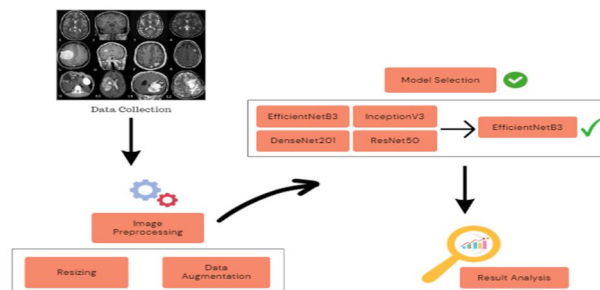 Data Collection
Image
Preprocessing
Resizing
Data
Augmentation
Model Selection
EfficientNetB3
InceptionV3
DenseNet201
ResNet50
EfficientNetB3
Result Analysis